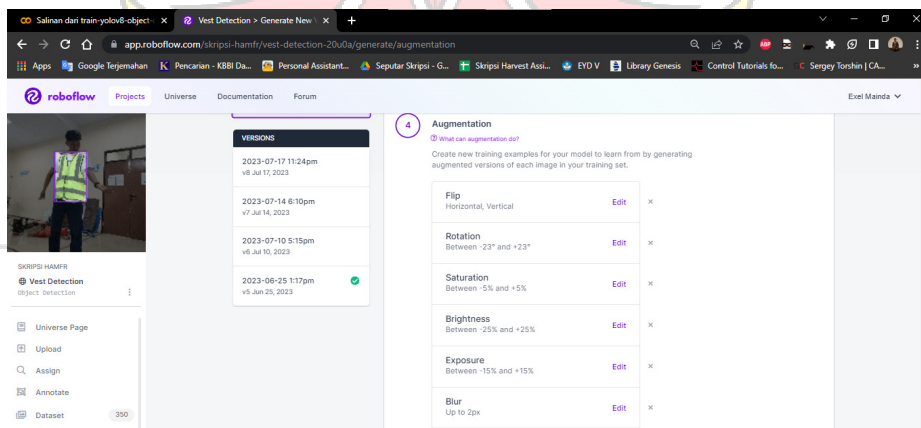 Salinan dari train-yolov8-object-
Vest Detection > Generate New V
app.roboflow.com/skripsi-hamfr/vest-detection-20u0a/generate/augmentation
Apps Google Terjemahan Pencarian - KBBI Da... Personal Assistant... Seputar Skripsi - G... Skripsi Harvest Assi... EYD V Library Genesis Control Tutorials fo... Sergey Torshin | CA... »
roboflow Projects Universe Documentation Forum Exel Mainda
VERSIONS
2023-07-17 11:24pm
v8 Jul 17, 2023
2023-07-14 6:10pm
v7 Jul 14, 2023
2023-07-10 5:15pm
v6 Jul 10, 2023
2023-06-25 1:17pm
v5 Jun 25, 2023
SKRIPSI HAMFR
Vest Detection
Object Detection
Universe Page
Upload
Assign
Annotate
Dataset 350
4 Augmentation
What can augmentation do?
Create new training examples for your model to learn from by generating
augmented versions of each image in your training set.
Flip
Horizontal, Vertical
Edit
Rotation
Between -23° and +23°
Edit
Saturation
Between -5% and +5%
Edit
Brightness
Between -25% and +25%
Edit
Exposure
Between -15% and +15%
Edit
Blur
Up to 2px
Edit